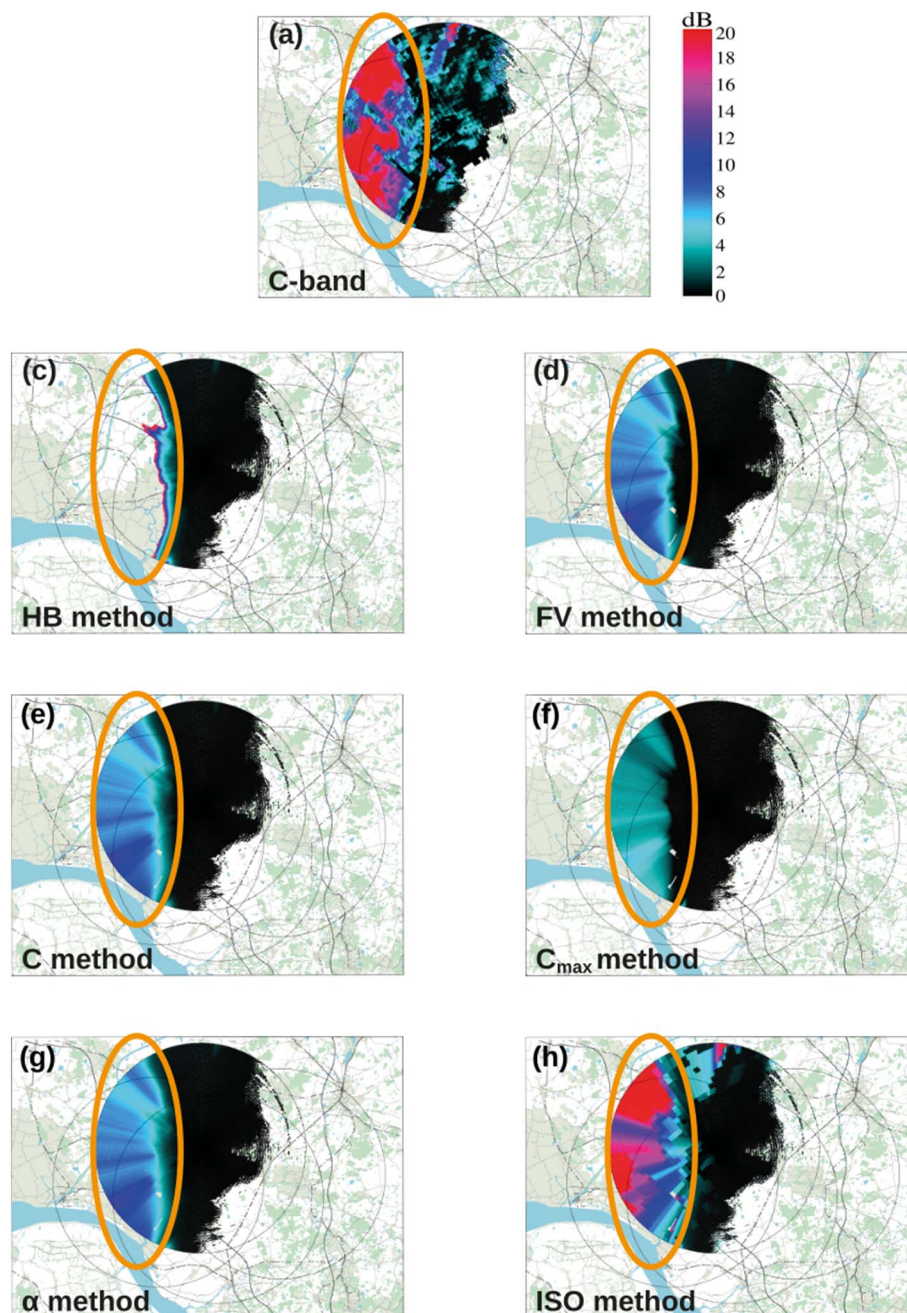 (a)
C-band
dB
20
18
16
14
12
10
8
6
4
2
0
(c)
HB method
(d)
FV method
(e)
C method
(f)
Cmax method
(g)
α method
(h)
ISO method